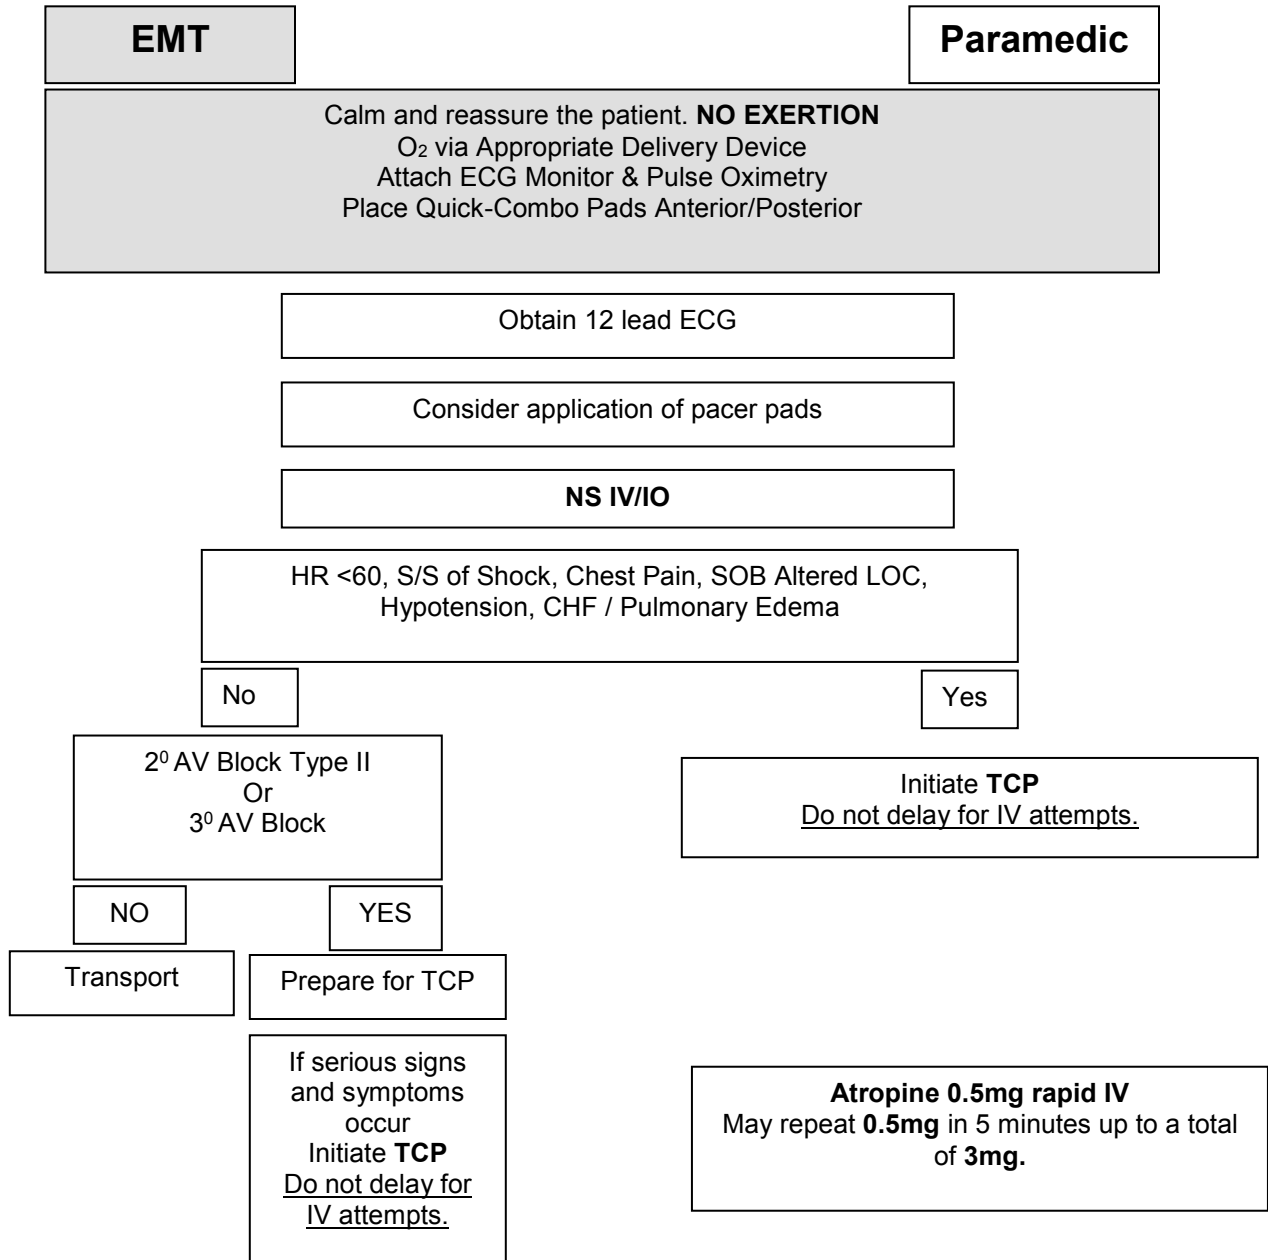 EMT
Paramedic
Calm and reassure the patient. NO EXERTION
O₂ via Appropriate Delivery Device
Attach ECG Monitor & Pulse Oximetry
Place Quick-Combo Pads Anterior/Posterior
Obtain 12 lead ECG
Consider application of pacer pads
NS IV/IO
HR <60, S/S of Shock, Chest Pain, SOB Altered LOC,
Hypotension, CHF / Pulmonary Edema
No
Yes
2⁰ AV Block Type II
Or
3⁰ AV Block
Initiate TCP
Do not delay for IV attempts.
NO
YES
Transport
Prepare for TCP
If serious signs
and symptoms
occur
Initiate TCP
Do not delay for
IV attempts.
Atropine 0.5mg rapid IV
May repeat 0.5mg in 5 minutes up to a total
of 3mg.